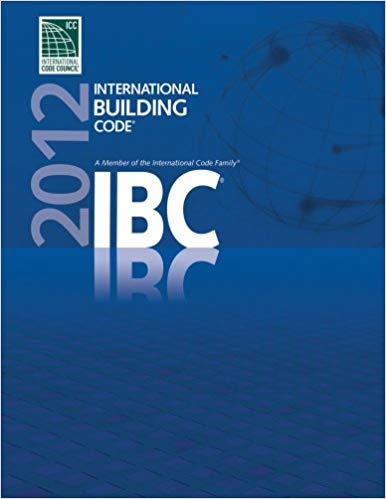 ICC
INTERNATIONAL
CODE COUNCIL®
2012
INTERNATIONAL
BUILDING
CODE®
A Member of the International Code Family®
IBC®